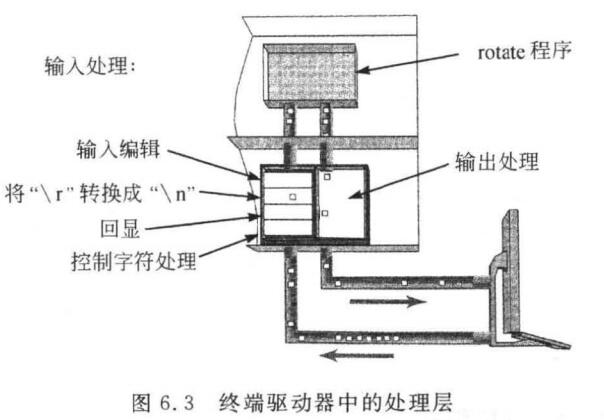 输入处理：
rotate 程序
输入编辑
输出处理
将“\r”转换成“\n”
回显
控制字符处理
图 6.3 终端驱动器中的处理层